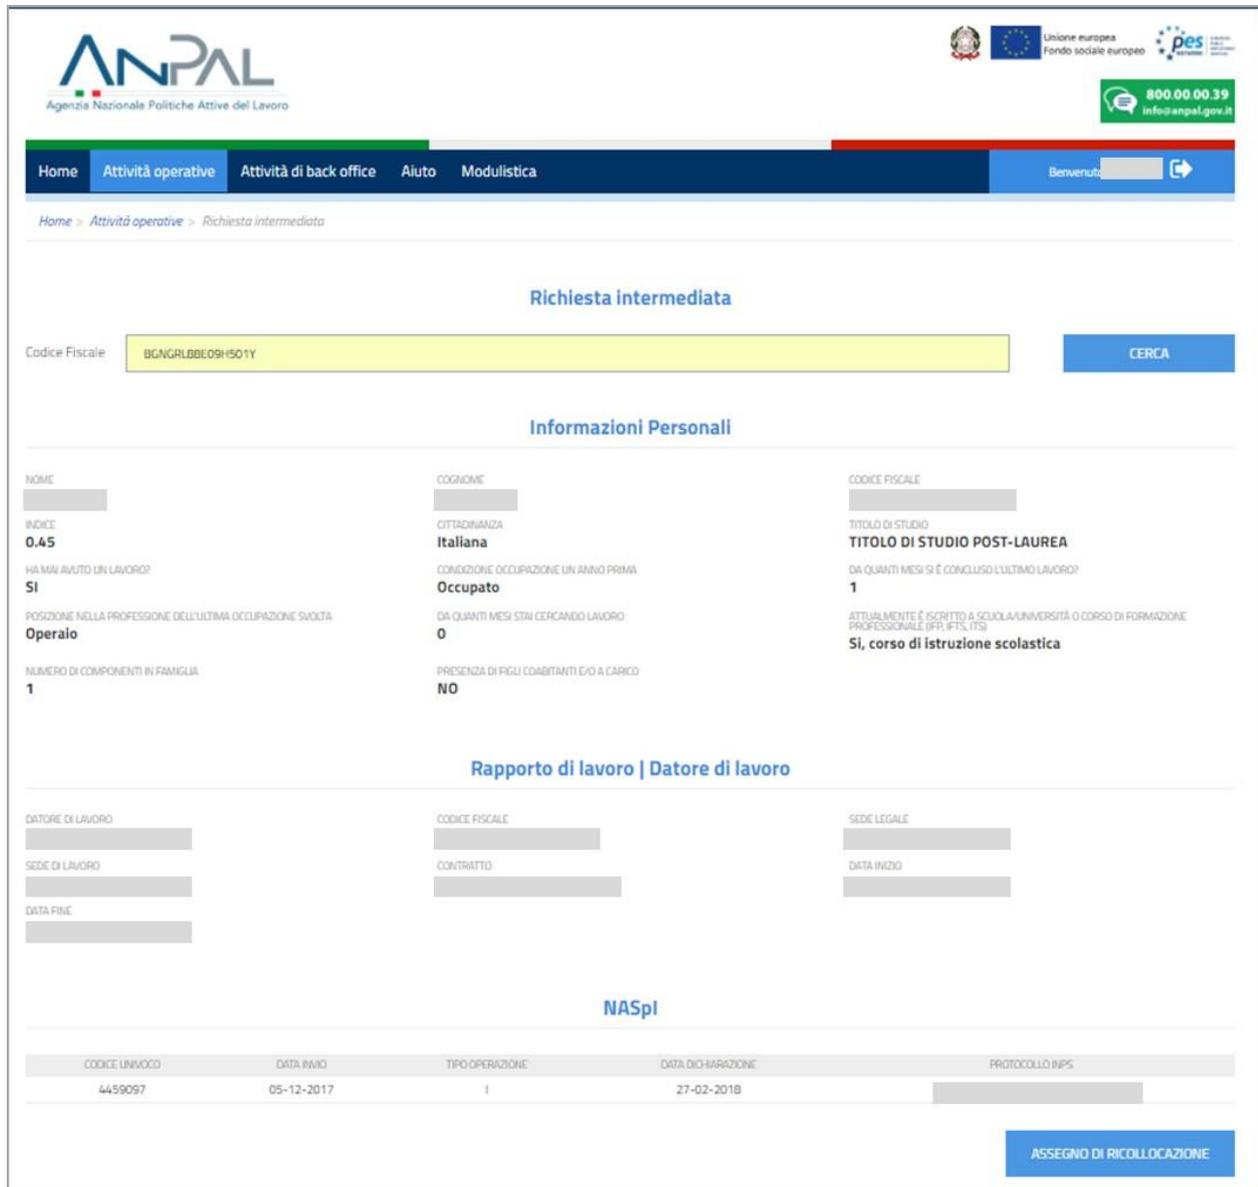 ANPAL
Agenzia Nazionale Politiche Attive del Lavoro
Unione europea
Fondo sociale europeo
pes
800.00.00.39
info@anpal.gov.it
Home Attività operative Attività di back office Aiuto Modulistica Benvenuto
Home > Attività operative > Richiesta intermediata
Richiesta intermediata
Codice Fiscale BGNGRLBBE09H501Y CERCA
Informazioni Personali
NOME COGNOME CODICE FISCALE
INDICE CITTADINANZA TITOLO DI STUDIO
0.45 Italiana TITOLO DI STUDIO POST-LAUREA
HA MAI AVUTO UN LAVORO? CONDIZIONE OCCUPAZIONE UN ANNO PRIMA DA QUANTI MESI SI È CONCLUSO L'ULTIMO LAVORO?
SI Occupato 1
POSIZIONE NELLA PROFESSIONE DELL'ULTIMA OCCUPAZIONE SVOLTA DA QUANTI MESI STAI CERCANDO LAVORO ATTUALMENTE È ISCRITTO A SCUOLA/UNIVERSITÀ O CORSO DI FORMAZIONE
PROFESSIONALE (IFP, IFTS, ITS)
Operaio 0 Si, corso di istruzione scolastica
NUMERO DI COMPONENTI IN FAMIGLIA PRESENZA DI FIGLI COABITANTI E/O A CARICO
1 NO
Rapporto di lavoro | Datore di lavoro
DATORE DI LAVORO CODICE FISCALE SEDE LEGALE
SEDE DI LAVORO CONTRATTO DATA INIZIO
DATA FINE
NASpI
CODICE UNIVOCO DATA INVIO TIPO OPERAZIONE DATA DICHIARAZIONE PROTOCOLLO INPS
4459097 05-12-2017 I 27-02-2018
ASSEGNO DI RICOLLOCAZIONE